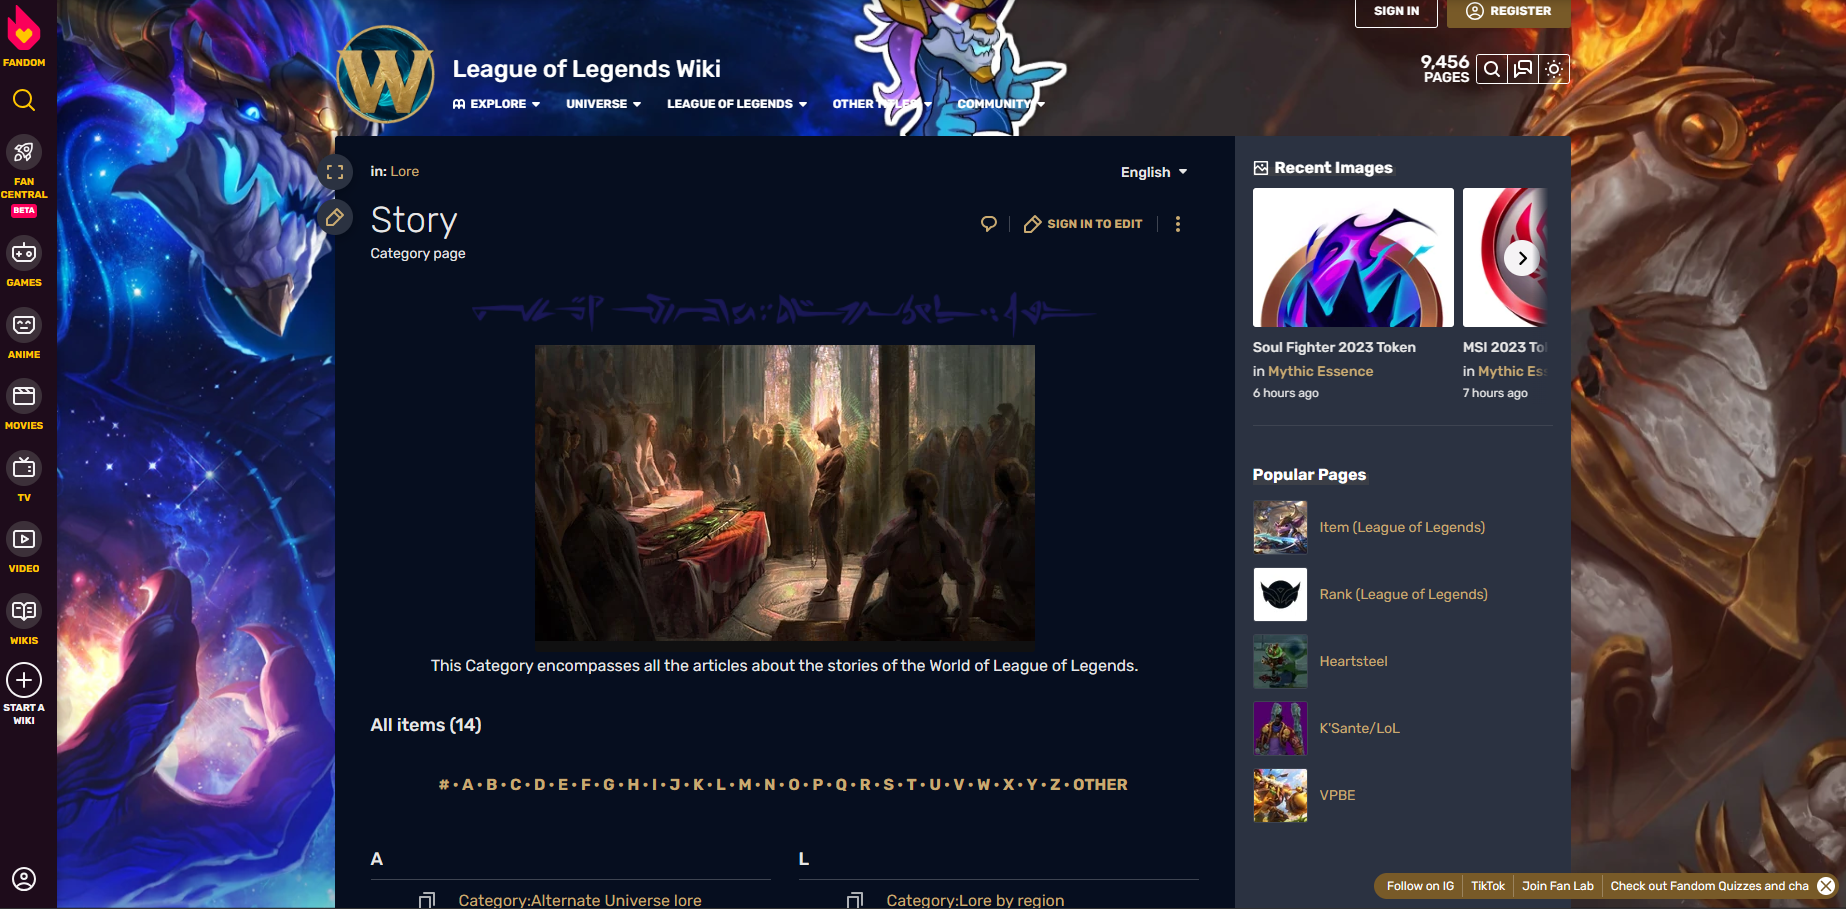 FANDOM
FAN CENTRAL
BETA
GAMES
ANIME
MOVIES
TV
VIDEO
WIKIS
START A WIKI
SIGN IN
REGISTER
W
League of Legends Wiki
9,456 PAGES
EXPLORE
UNIVERSE
LEAGUE OF LEGENDS
OTHER TITLES
COMMUNITY
in: Lore
English
Story
SIGN IN TO EDIT
Category page
This Category encompasses all the articles about the stories of the World of League of Legends.
All items (14)
# • A • B • C • D • E • F • G • H • I • J • K • L • M • N • O • P • Q • R • S • T • U • V • W • X • Y • Z • OTHER
A
Category:Alternate Universe lore
L
Category:Lore by region
Recent Images
Soul Fighter 2023 Token
in Mythic Essence
6 hours ago
MSI 2023 To
in Mythic Es
7 hours ago
Popular Pages
Item (League of Legends)
Rank (League of Legends)
Heartsteel
K'Sante/LoL
VPBE
Follow on IG
TikTok
Join Fan Lab
Check out Fandom Quizzes and cha